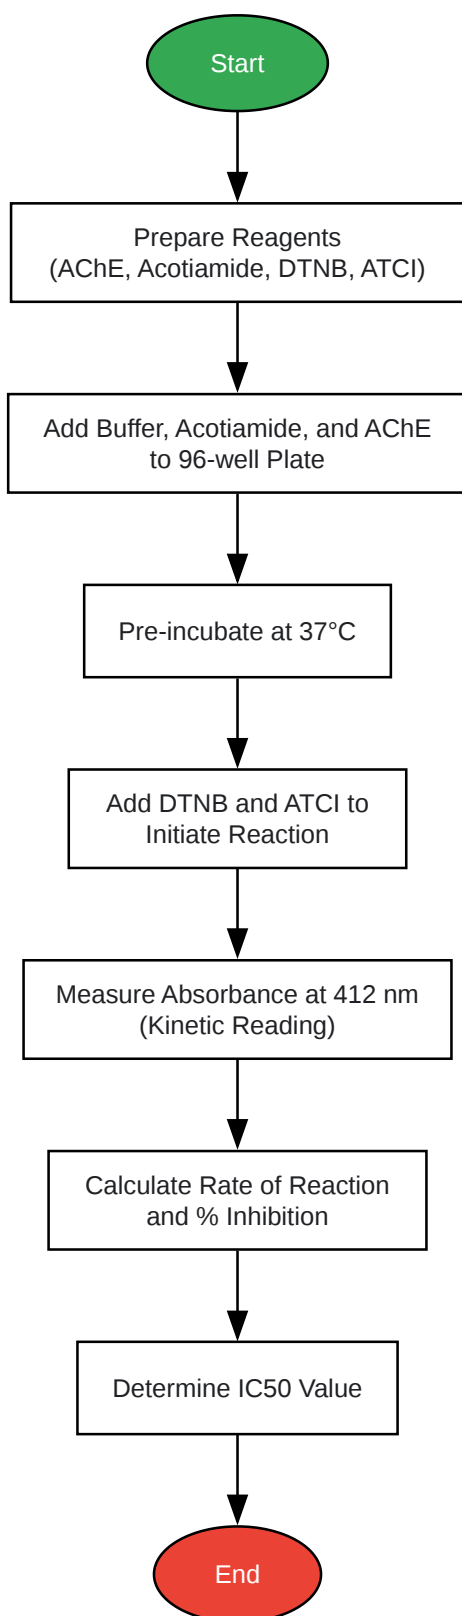 Start
Prepare Reagents
(AChE, Acotiamide, DTNB, ATCI)
Add Buffer, Acotiamide, and AChE
to 96-well Plate
Pre-incubate at 37°C
Add DTNB and ATCI to
Initiate Reaction
Measure Absorbance at 412 nm
(Kinetic Reading)
Calculate Rate of Reaction
and % Inhibition
Determine IC50 Value
End